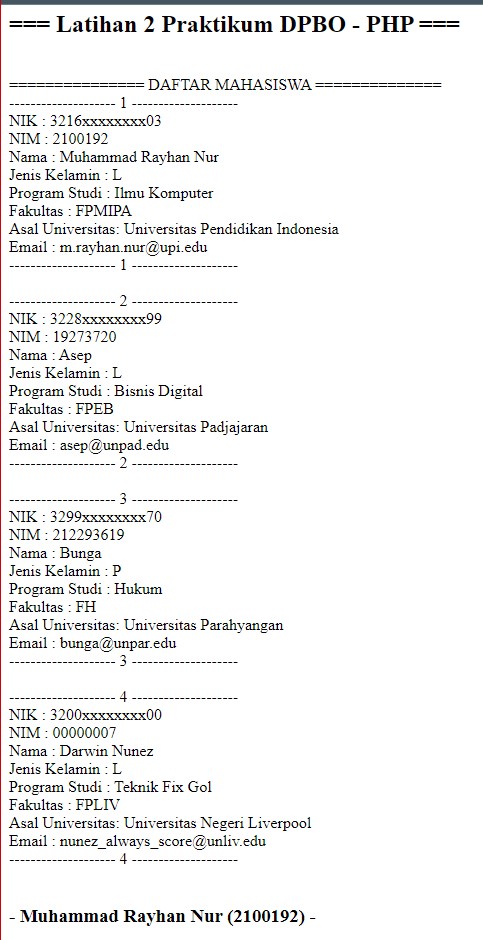 === Latihan 2 Praktikum DPBO - PHP ===
=============== DAFTAR MAHASISWA ==============
-------------------- 1 --------------------
NIK : 3216xxxxxxxx03
NIM : 2100192
Nama : Muhammad Rayhan Nur
Jenis Kelamin : L
Program Studi : Ilmu Komputer
Fakultas : FPMIPA
Asal Universitas: Universitas Pendidikan Indonesia
Email : m.rayhan.nur@upi.edu
-------------------- 1 --------------------
-------------------- 2 --------------------
NIK : 3228xxxxxxxx99
NIM : 19273720
Nama : Asep
Jenis Kelamin : L
Program Studi : Bisnis Digital
Fakultas : FPEB
Asal Universitas: Universitas Padjajaran
Email : asep@unpad.edu
-------------------- 2 --------------------
-------------------- 3 --------------------
NIK : 3299xxxxxxxx70
NIM : 212293619
Nama : Bunga
Jenis Kelamin : P
Program Studi : Hukum
Fakultas : FH
Asal Universitas: Universitas Parahyangan
Email : bunga@unpar.edu
-------------------- 3 --------------------
-------------------- 4 --------------------
NIK : 3200xxxxxxxx00
NIM : 00000007
Nama : Darwin Nunez
Jenis Kelamin : L
Program Studi : Teknik Fix Gol
Fakultas : FPLIV
Asal Universitas: Universitas Negeri Liverpool
Email : nunez_always_score@unliv.edu
-------------------- 4 --------------------
- Muhammad Rayhan Nur (2100192) -